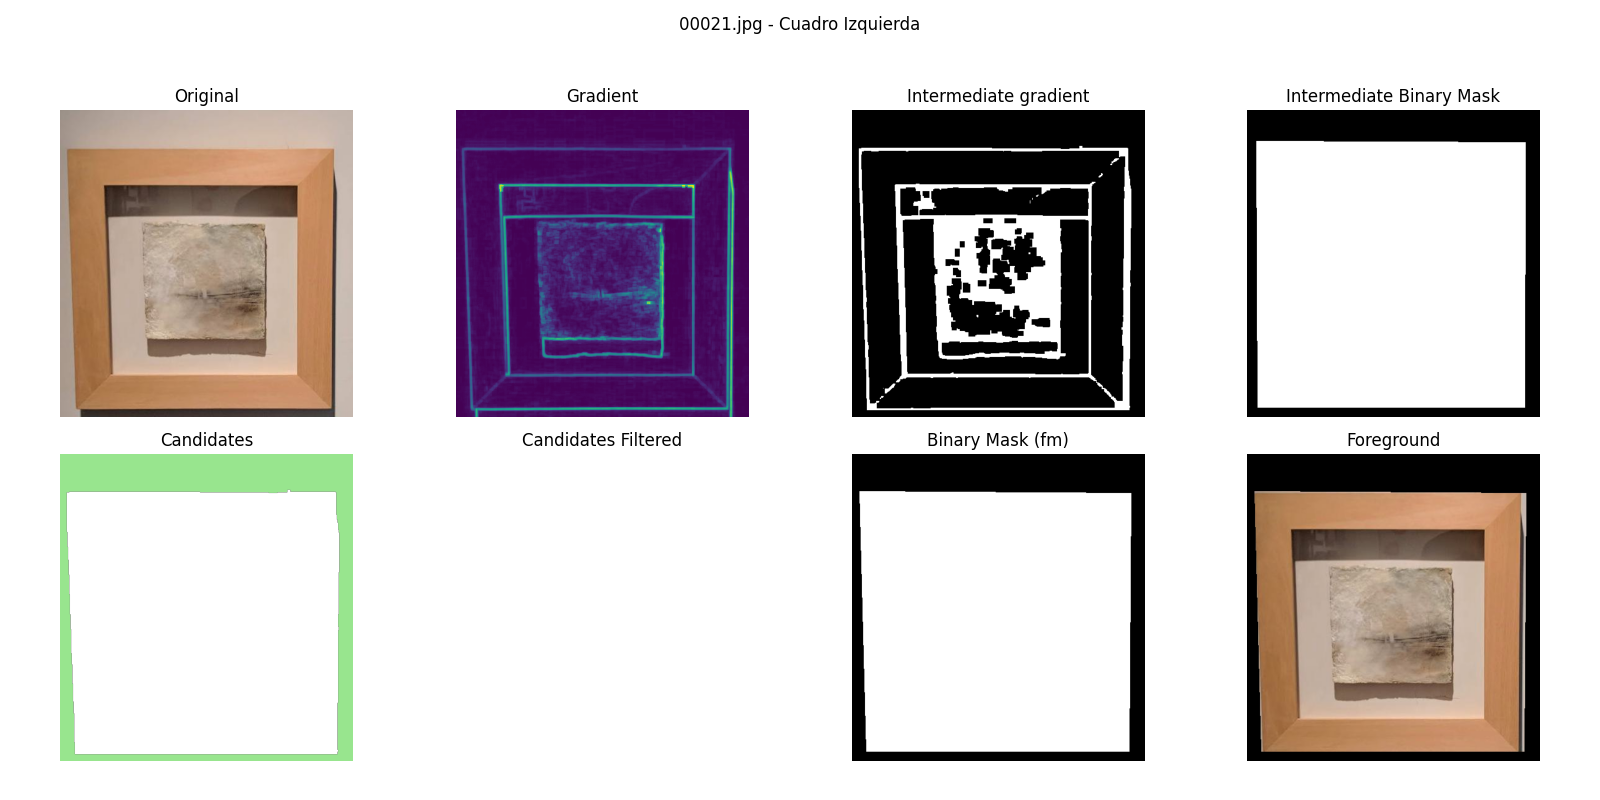 00021.jpg - Cuadro Izquierda
Original
Gradient
Intermediate gradient
Intermediate Binary Mask
Candidates
Candidates Filtered
Binary Mask (fm)
Foreground